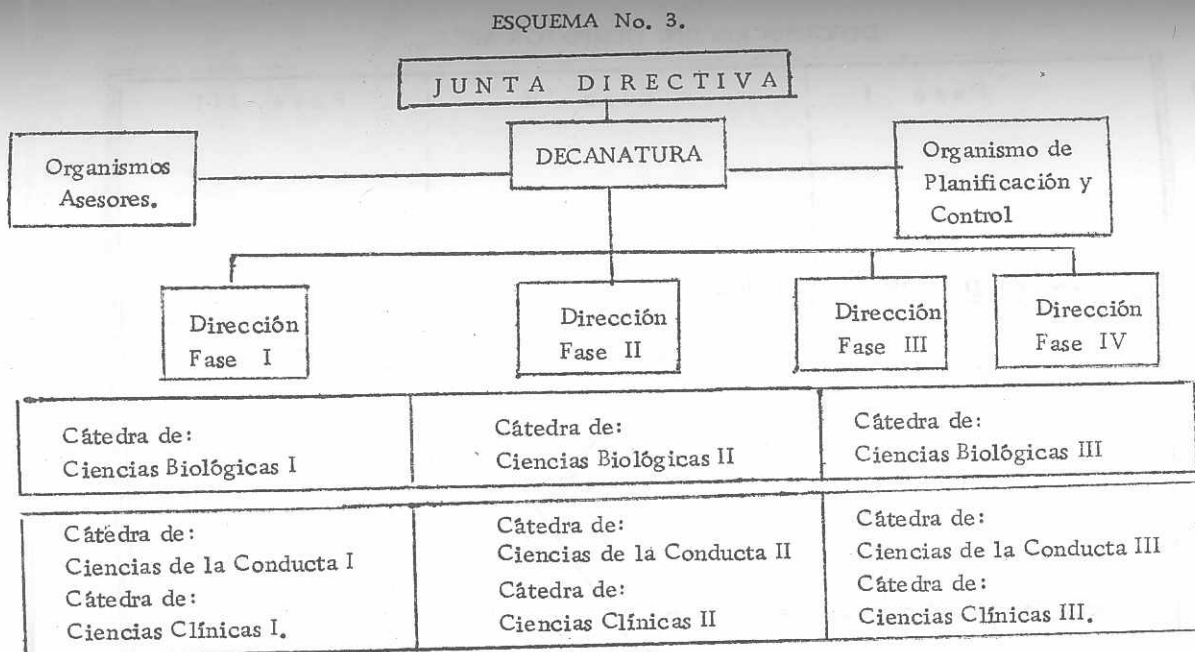 ESQUEMA No. 3.
JUNTA DIRECTIVA
Organismos
Asesores.
DECANATURA
Organismo de
Planificación y
Control
Dirección
Fase I
Dirección
Fase II
Dirección
Fase III
Dirección
Fase IV
Cátedra de:
Ciencias Biológicas I
Cátedra de:
Ciencias Biológicas II
Cátedra de:
Ciencias Biológicas III
Cátedra de:
Ciencias de la Conducta I
Cátedra de:
Ciencias Clínicas I.
Cátedra de:
Ciencias de la Conducta II
Cátedra de:
Ciencias Clínicas II
Cátedra de:
Ciencias de la Conducta III
Cátedra de:
Ciencias Clínicas III.